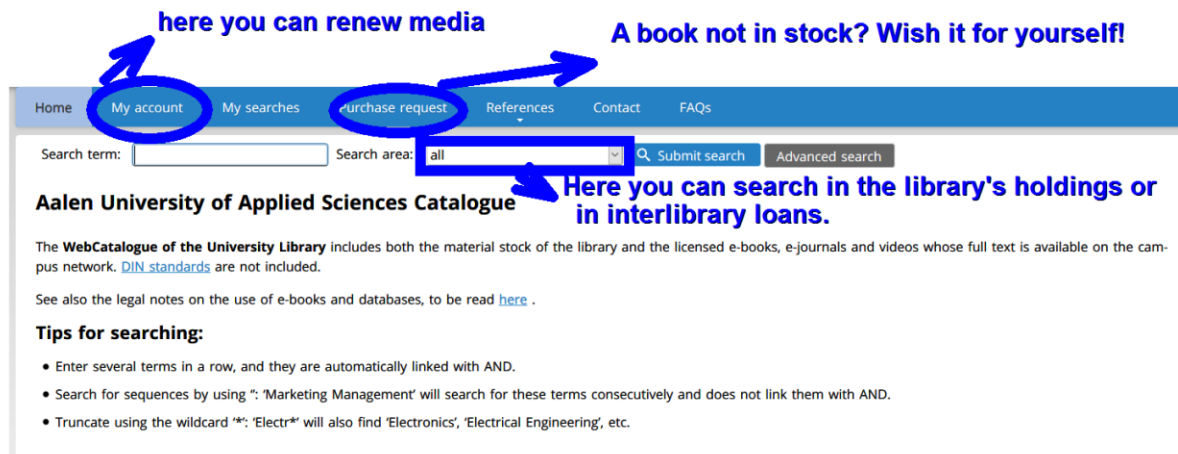 here you can renew media
A book not in stock? Wish it for yourself!
Home My account My searches Purchase request References Contact FAQs
Search term: Search area: all Submit search Advanced search
Here you can search in the library's holdings or
in interlibrary loans.
Aalen University of Applied Sciences Catalogue
The WebCatalogue of the University Library includes both the material stock of the library and the licensed e-books, e-journals and videos whose full text is available on the cam-
pus network. DIN standards are not included.
See also the legal notes on the use of e-books and databases, to be read here .
Tips for searching:
• Enter several terms in a row, and they are automatically linked with AND.
• Search for sequences by using ‘’: ‘Marketing Management’ will search for these terms consecutively and does not link them with AND.
• Truncate using the wildcard ‘*’: ‘Electr*’ will also find ‘Electronics’, ‘Electrical Engineering’, etc.